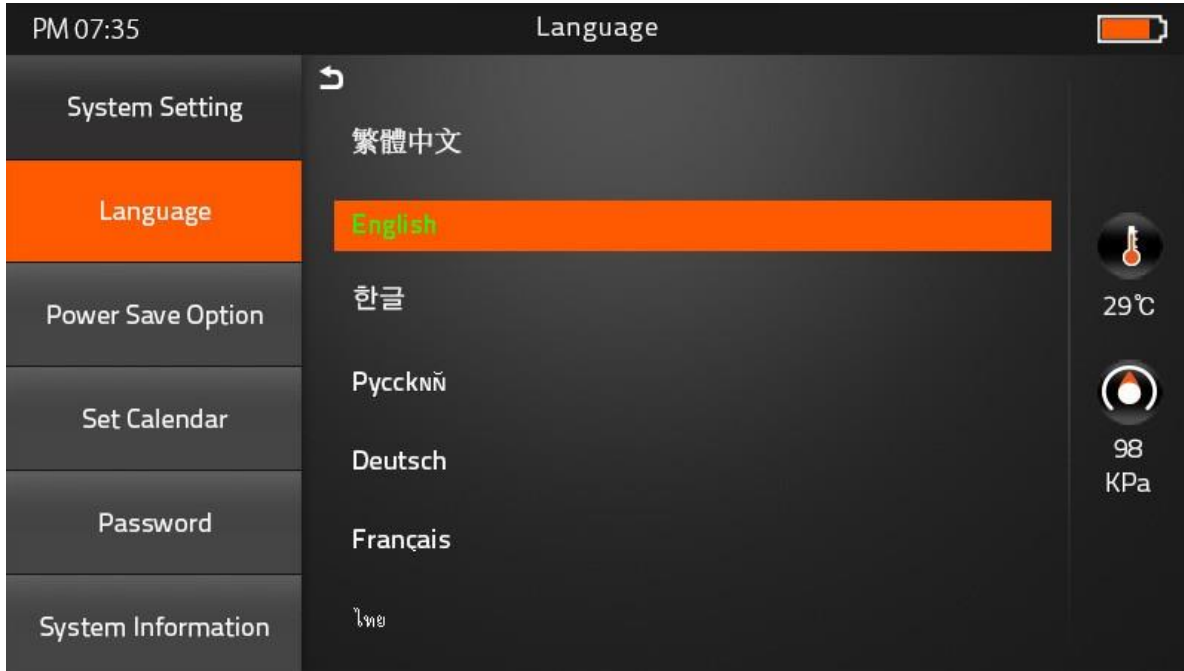 PM 07:35
Language
System Setting
Language
Power Save Option
Set Calendar
Password
System Information
繁體中文
English
한글
Pycckɴй
Deutsch
Français
ไทย
29℃
98
KPa